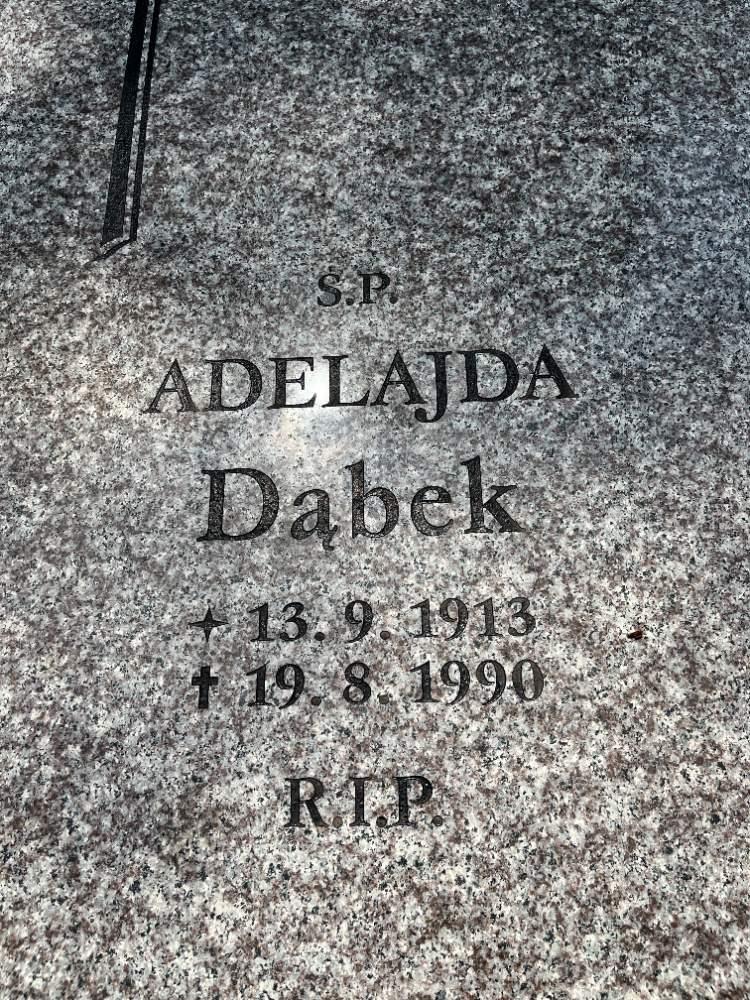 S.P.
ADELAJDA
Dąbek
✦ 13. 9. 1913
✝ 19. 8. 1990
R.I.P.